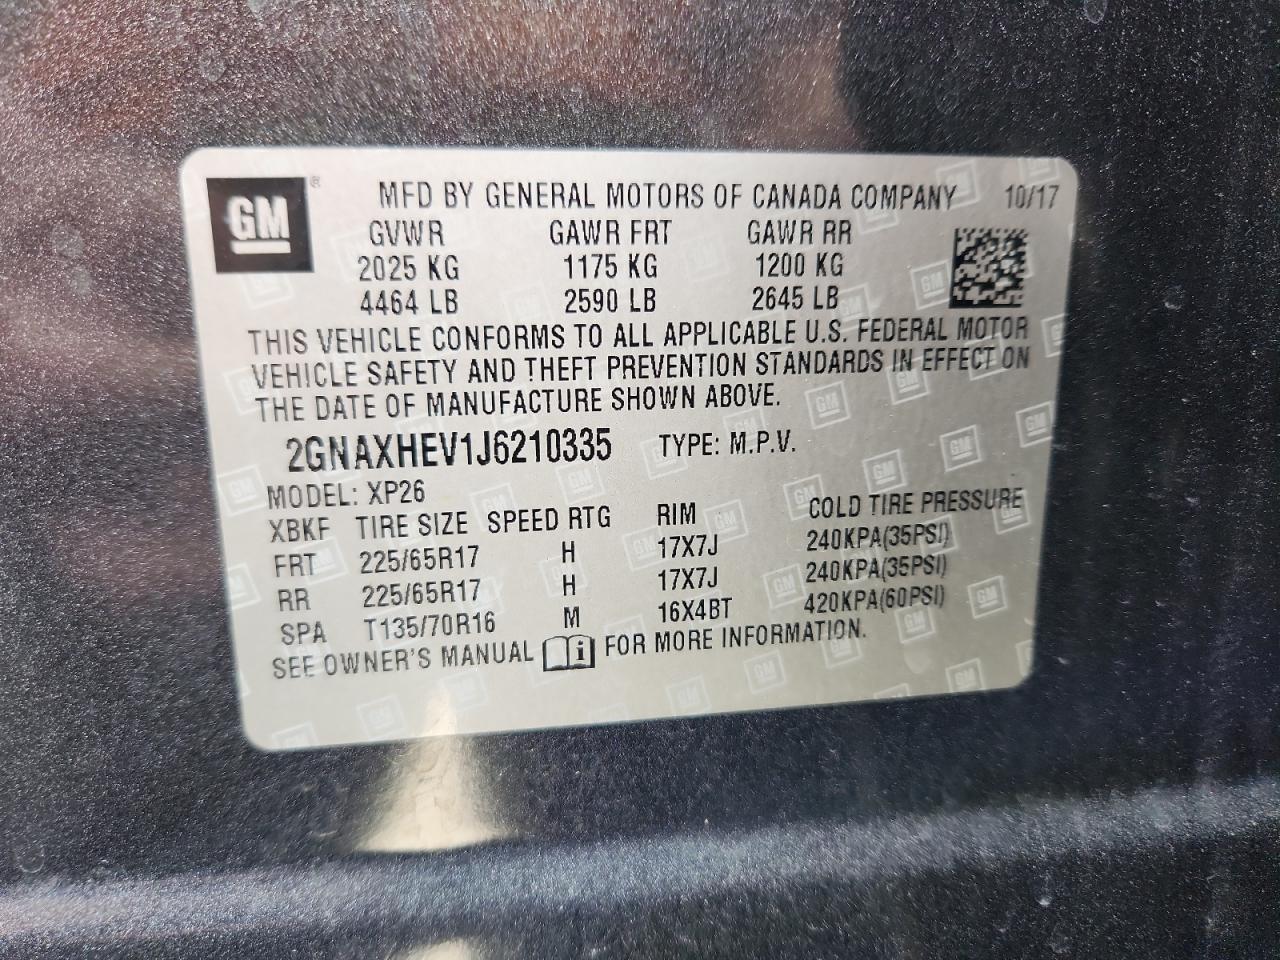 GM ® MFD BY GENERAL MOTORS OF CANADA COMPANY 10/17
GVWR GAWR FRT GAWR RR
2025 KG 1175 KG 1200 KG
4464 LB 2590 LB 2645 LB
THIS VEHICLE CONFORMS TO ALL APPLICABLE U.S. FEDERAL MOTOR
VEHICLE SAFETY AND THEFT PREVENTION STANDARDS IN EFFECT ON
THE DATE OF MANUFACTURE SHOWN ABOVE.
2GNAXHEV1J6210335 TYPE: M.P.V.
MODEL: XP26
XBKF TIRE SIZE SPEED RTG RIM COLD TIRE PRESSURE
FRT 225/65R17 H 17X7J 240KPA(35PSI)
RR 225/65R17 H 17X7J 240KPA(35PSI)
SPA T135/70R16 M 16X4BT 420KPA(60PSI)
SEE OWNER'S MANUAL i FOR MORE INFORMATION.